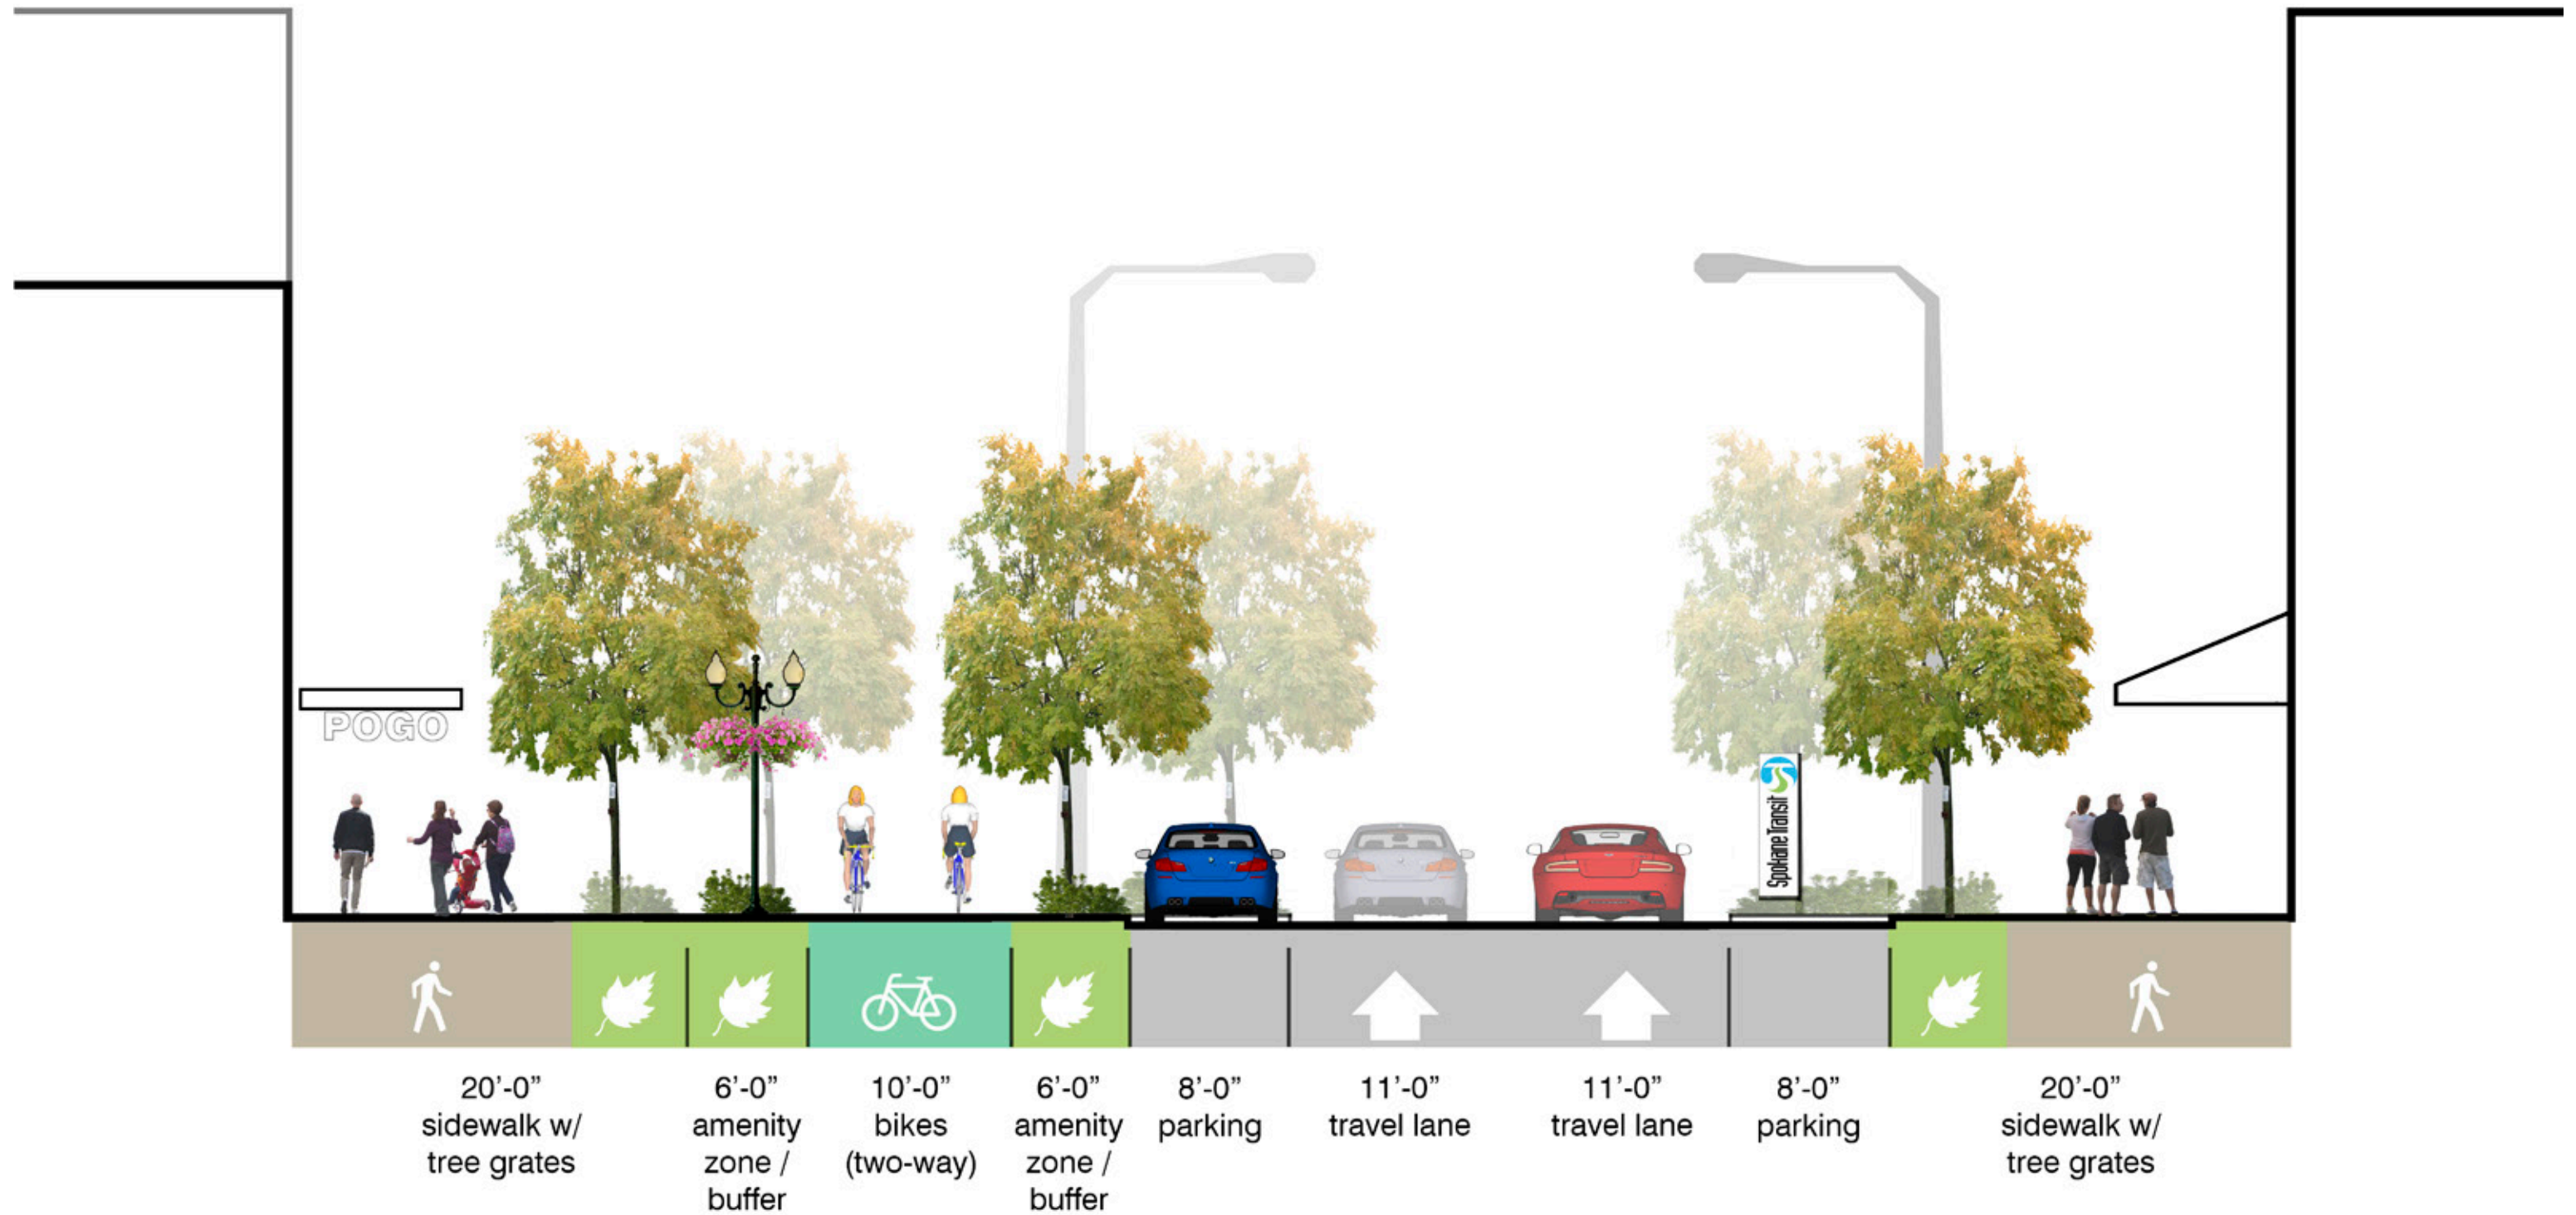 POGO
Spokane Transit
20’-0”
sidewalk w/
tree grates
6’-0”
amenity
zone /
buffer
10’-0”
bikes
(two-way)
6’-0”
amenity
zone /
buffer
8’-0”
parking
11’-0”
travel lane
11’-0”
travel lane
8’-0”
parking
20’-0”
sidewalk w/
tree grates